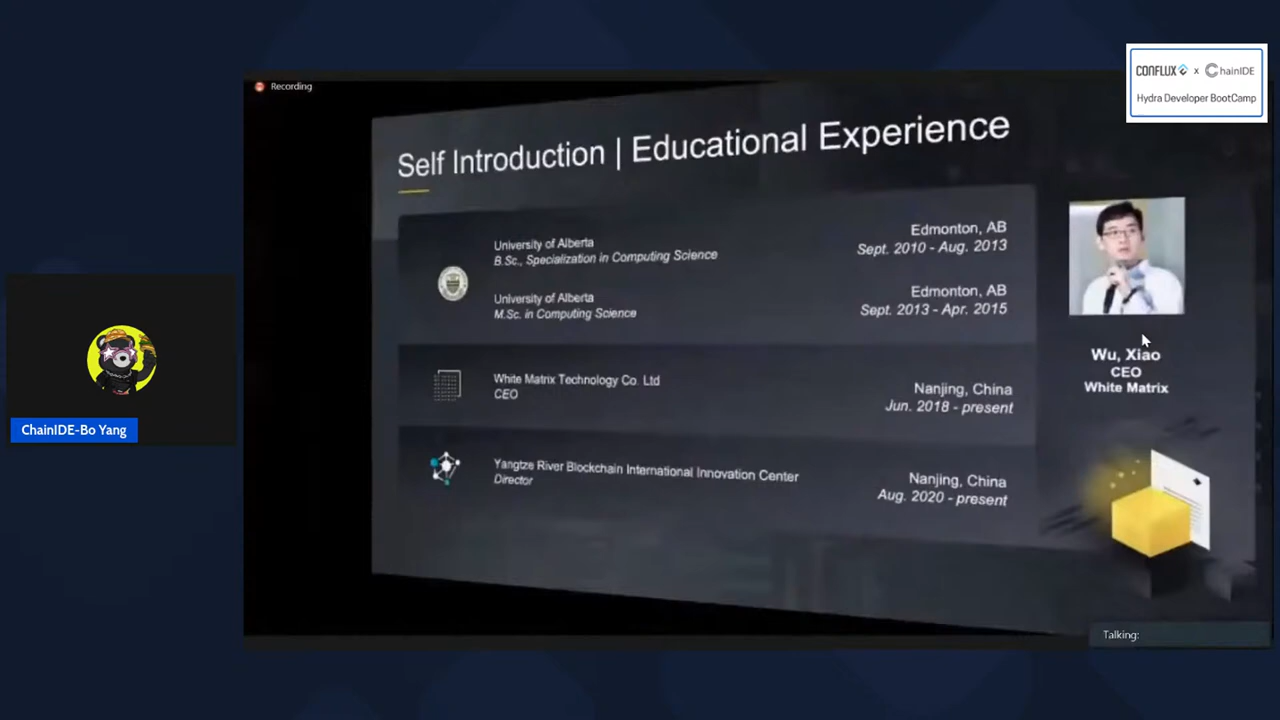 Recording
CONFLUX x ChainIDE
Hydra Developer BootCamp
Self Introduction | Educational Experience
University of Alberta
B.Sc., Specialization in Computing Science
Edmonton, AB
Sept. 2010 - Aug. 2013
University of Alberta
M.Sc. in Computing Science
Edmonton, AB
Sept. 2013 - Apr. 2015
White Matrix Technology Co. Ltd
CEO
Nanjing, China
Jun. 2018 - present
Yangtze River Blockchain International Innovation Center
Director
Nanjing, China
Aug. 2020 - present
Wu, Xiao
CEO
White Matrix
ChainIDE-Bo Yang
Talking: